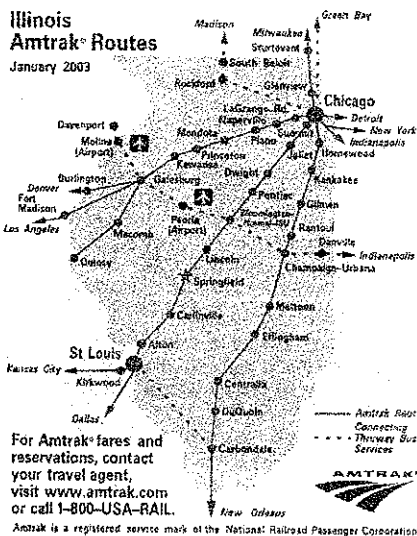 Illinois
Amtrak® Routes
January 2003
Green Bay
Madison
Milwaukee
Sturtevant
South Beloit
Rockford
Glenview
Chicago
LaGrange Rd.
Naperville
Summit
Detroit
New York
Indianapolis
Davenport
Moline
(Airport)
Mendota
Plano
Joliet
Homewood
Princeton
Kewanee
Dwight
Kankakee
Burlington
Denver
Galesburg
Pontiac
Gilman
Fort
Madison
Los Angeles
Peoria
(Airport)
Bloomington-
Normal-ISU
Rantoul
Danville
Macomb
Indianapolis
Quincy
Lincoln
Champaign-Urbana
Springfield
Mattoon
Carlinville
Effingham
St Louis
Alton
Kansas City
Kirkwood
Centralia
Dallas
DuQuoin
Carbondale
New Orleans
Amtrak Rout
Connecting
Thruway Bus
Services
For Amtrak® fares and
reservations, contact
your travel agent,
visit www.amtrak.com
or call 1-800-USA-RAIL.
AMTRAK®
Amtrak is a registered service mark of the National Railroad Passenger Corporation